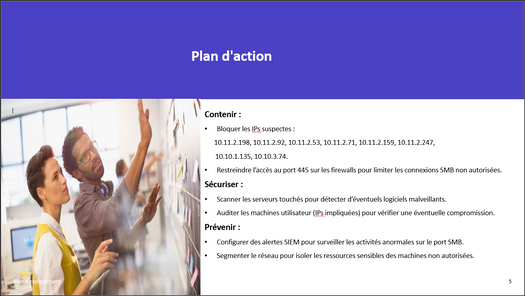 Plan d'action
Contenir :
• Bloquer les IPs suspectes :
10.11.2.198, 10.11.2.92, 10.11.2.53, 10.11.2.71, 10.11.2.159, 10.11.2.247,
10.10.1.135, 10.10.3.74.
• Restreindre l'accès au port 445 sur les firewalls pour limiter les connexions SMB non autorisées.
Sécuriser :
• Scanner les serveurs touchés pour détecter d'éventuels logiciels malveillants.
• Auditer les machines utilisateur (IPs impliquées) pour vérifier une éventuelle compromission.
Prévenir :
• Configurer des alertes SIEM pour surveiller les activités anormales sur le port SMB.
• Segmenter le réseau pour isoler les ressources sensibles des machines non autorisées.
5